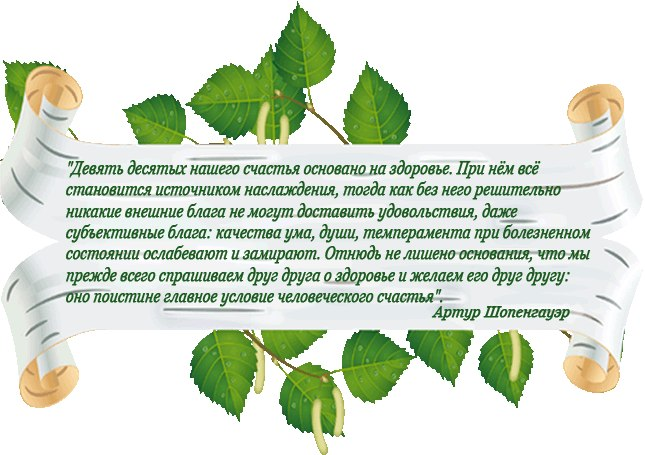 "Девять десятых нашего счастья основано на здоровье. При нём всё
становится источником наслаждения, тогда как без него решительно
никакие внешние блага не могут доставить удовольствия, даже
субъективные блага: качества ума, души, темперамента при болезненном
состоянии ослабевают и замирают. Отнюдь не лишено основания, что мы
прежде всего спрашиваем друг друга о здоровье и желаем его друг другу:
оно поистине главное условие человеческого счастья".
Артур Шопенгауэр